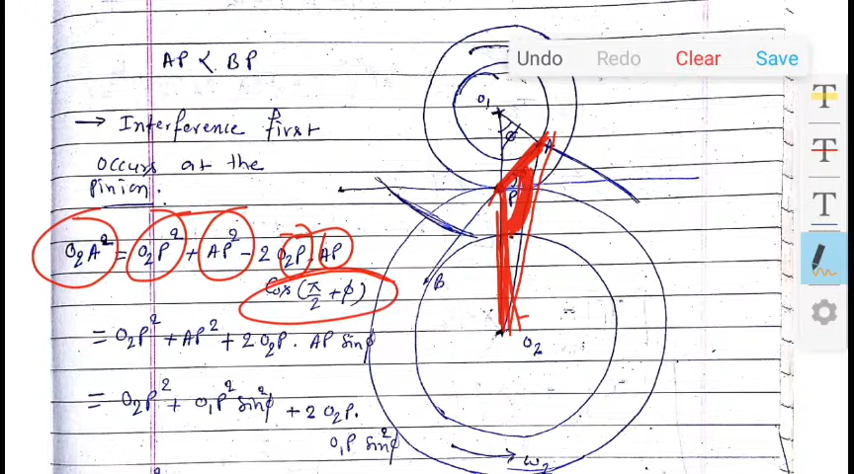 Undo Redo Clear Save
AP < BP
→ Interference first
occurs at the
pinion.
O₂A² = O₂P² + AP² - 2 O₂P. AP
Cos (π/2 + φ)
= O₂P² + AP² + 2 O₂P. AP sinφ
= O₂P² + O₁P² sin²φ + 2 O₂P.
O₁P sin²φ
O₁
φ
A
P
B
O₂
ω₂
T
T
T